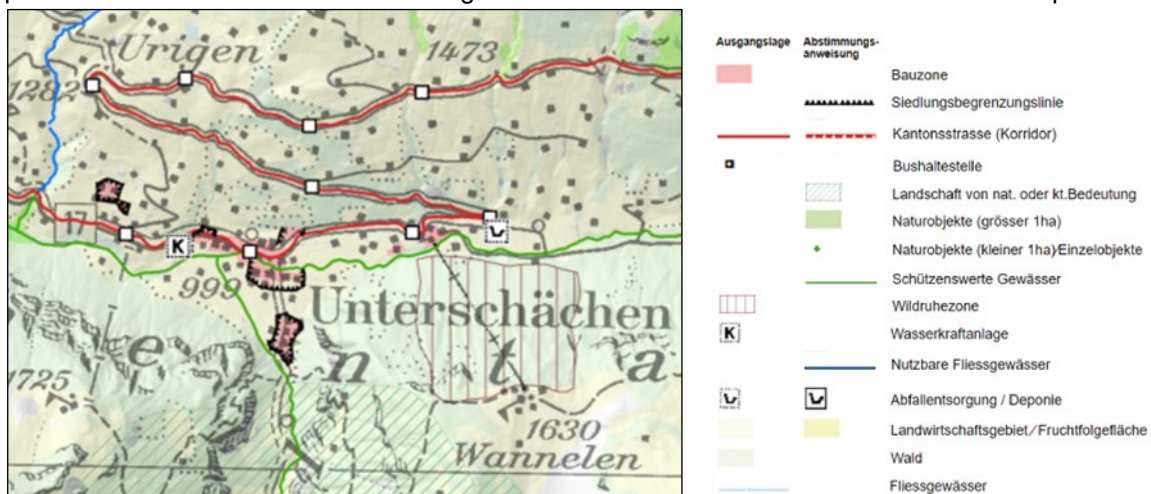 Urigen
1473
1282
17
K
999
Unterschächen
e n t a
1725
1630
Wannelen
Ausgangslage Abstimmungs-
anweisung
Bauzone
Siedlungsbegrenzungslinie
Kantonsstrasse (Korridor)
Bushaltestelle
Landschaft von nat. oder kt.Bedeutung
Naturobjekte (grösser 1ha)
Naturobjekte (kleiner 1ha)/Einzelobjekte
Schützenswerte Gewässer
Wildruhezone
K Wasserkraftanlage
Nutzbare Fliessgewässer
Abfallentsorgung / Deponie
Landwirtschaftsgebiet/Fruchtfolgefläche
Wald
Fliessgewässer